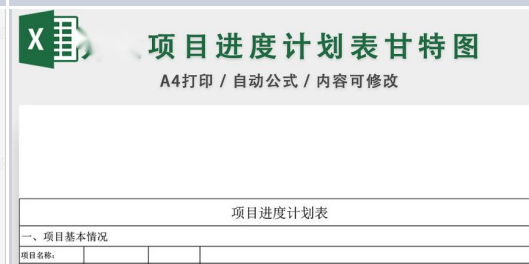 X
项目进度计划表甘特图
A4打印 / 自动公式 / 内容可修改
项目进度计划表
一、项目基本情况
项目名称：